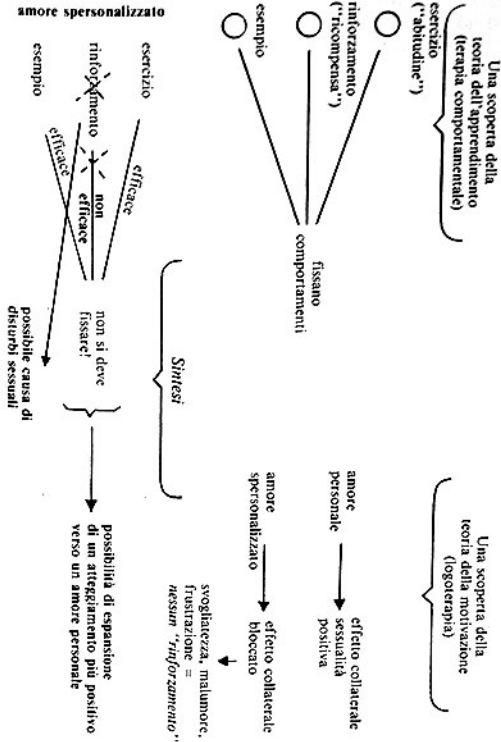 Una scoperta della
teoria dell'apprendimento
(terapia comportamentale)
esercizio
("abitudine")
rinforzamento
("ricompensa")
esempio
fissano
comportamenti
Una scoperta della
teoria della motivazione
(logoterapia)
amore
personale
effetto collaterale
sessualità
positiva
amore
spersonalizzato
effetto collaterale
bloccato
svogliatezza, malumore,
frustrazione =
nessun "rinforzamento"
Sintesi
amore spersonalizzato
esercizio
rinforzamento
esempio
efficace
non
efficace
efficace
non si deve
fissare!
possibile causa di
disturbi sessuali
possibilità di espansione
di un atteggiamento più positivo
verso un amore personale